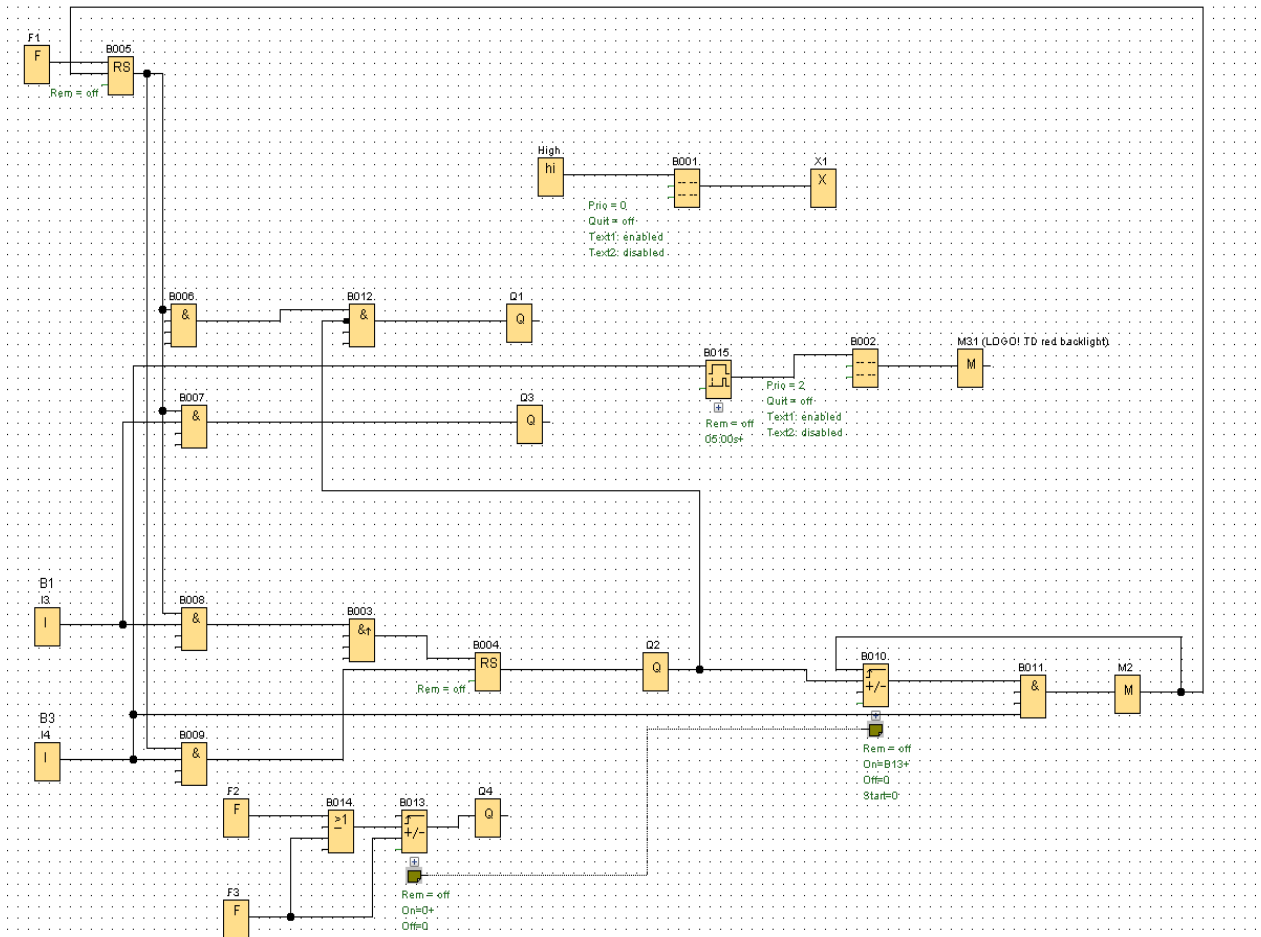 F1
F
B005
RS
Rem = off
High
hi
B001
X1
X
Prio = 0
Quit = off
Text1: enabled
Text2: disabled
B006
&
B012
&
Q1
Q
B015
B002
M3.1 (LOGO! TD red backlight)
M
Prio = 2
Quit = off
Text1: enabled
Text2: disabled
Rem = off
05:00s+
B007
&
Q3
Q
B1
I3
I
B008
&
B003
&↑
B004
RS
Rem = off
Q2
Q
B010
+/-
B011
&
M2
M
B3
I4
I
B009
&
Rem = off
On=B13+
Off=0
Start=0
F2
F
B014
>1
B013
+/-
Q4
Q
F3
F
Rem = off
On=0+
Off=0